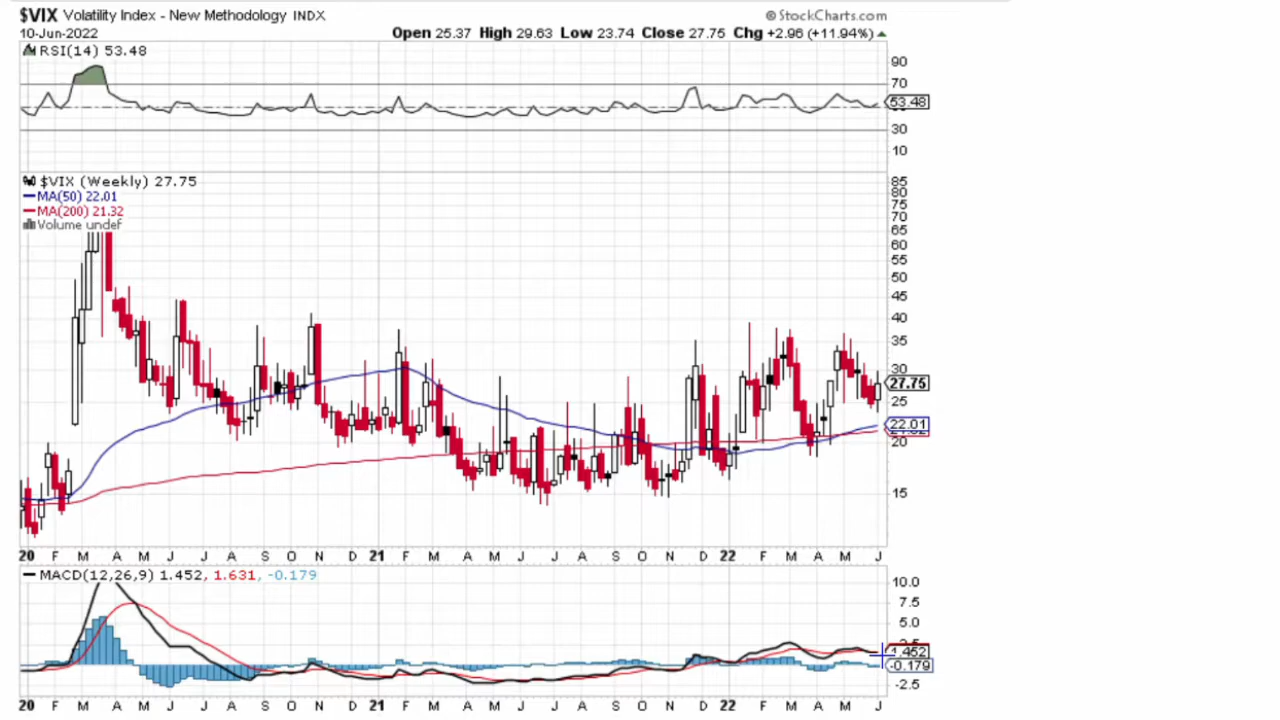 $VIX Volatility Index - New Methodology INDX
© StockCharts.com
10-Jun-2022
Open 25.37 High 29.63 Low 23.74 Close 27.75 Chg +2.96 (+11.94%)
RSI(14) 53.48
90
70
53.48
30
10
$VIX (Weekly) 27.75
MA(50) 22.01
MA(200) 21.32
Volume undef
85
80
75
70
65
60
55
50
45
40
35
30
27.75
25
22.01
20
15
20 F M A M J J A S O N D 21 F M A M J J A S O N D 22 F M A M J
MACD(12,26,9) 1.452, 1.631, -0.179
10.0
7.5
5.0
2.5
1.452
-0.179
-2.5
20 F M A M J J A S O N D 21 F M A M J J A S O N D 22 F M A M J